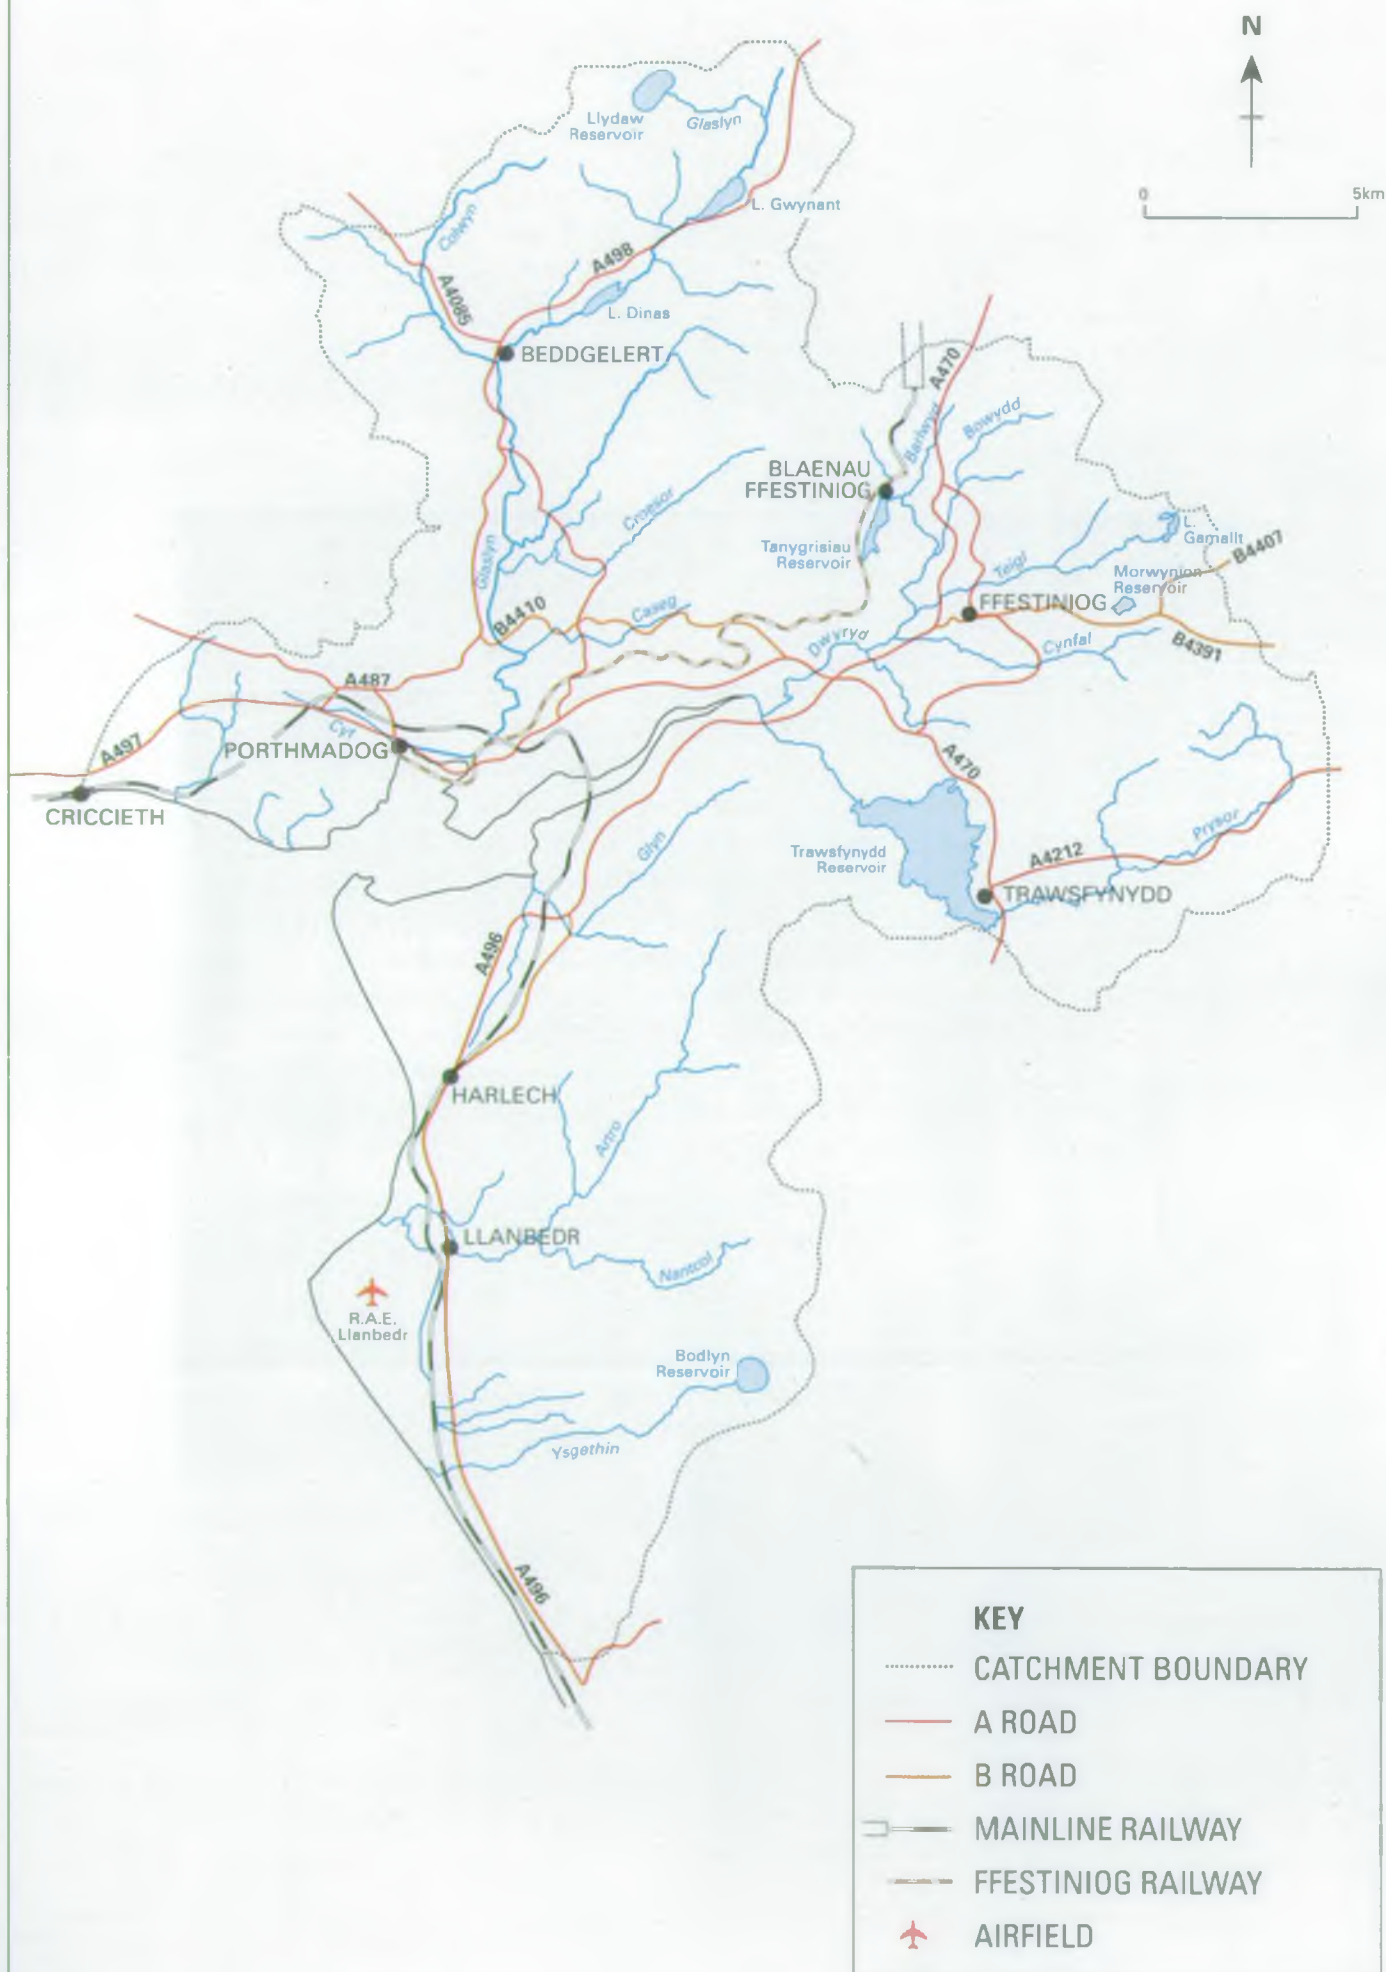 N
0 5km
Llydaw
Reservoir
Glaslyn
L. Gwynant
Colwyn
A498
A4085
L. Dinas
BEDDGELERT
A470
Barlwyd
Bowydd
BLAENAU
FFESTINIOG
Croesor
L.
Gamallt
Tanygrisiau
Reservoir
Glaslyn
Teigl
Morwynion
Reservoir
B4407
FFESTINIOG
B4410
Caseg
Dwyryd
Cynfal
B4391
A487
Cyt
A497
PORTHMADOG
A470
CRICCIETH
Glyn
Trawsfynydd
Reservoir
A4212
Prysor
TRAWSFYNYDD
A496
HARLECH
Artro
LLANBEDR
Nantcol
R.A.E.
Llanbedr
Bodlyn
Reservoir
Ysgethin
A496
KEY
CATCHMENT BOUNDARY
A ROAD
B ROAD
MAINLINE RAILWAY
FFESTINIOG RAILWAY
AIRFIELD